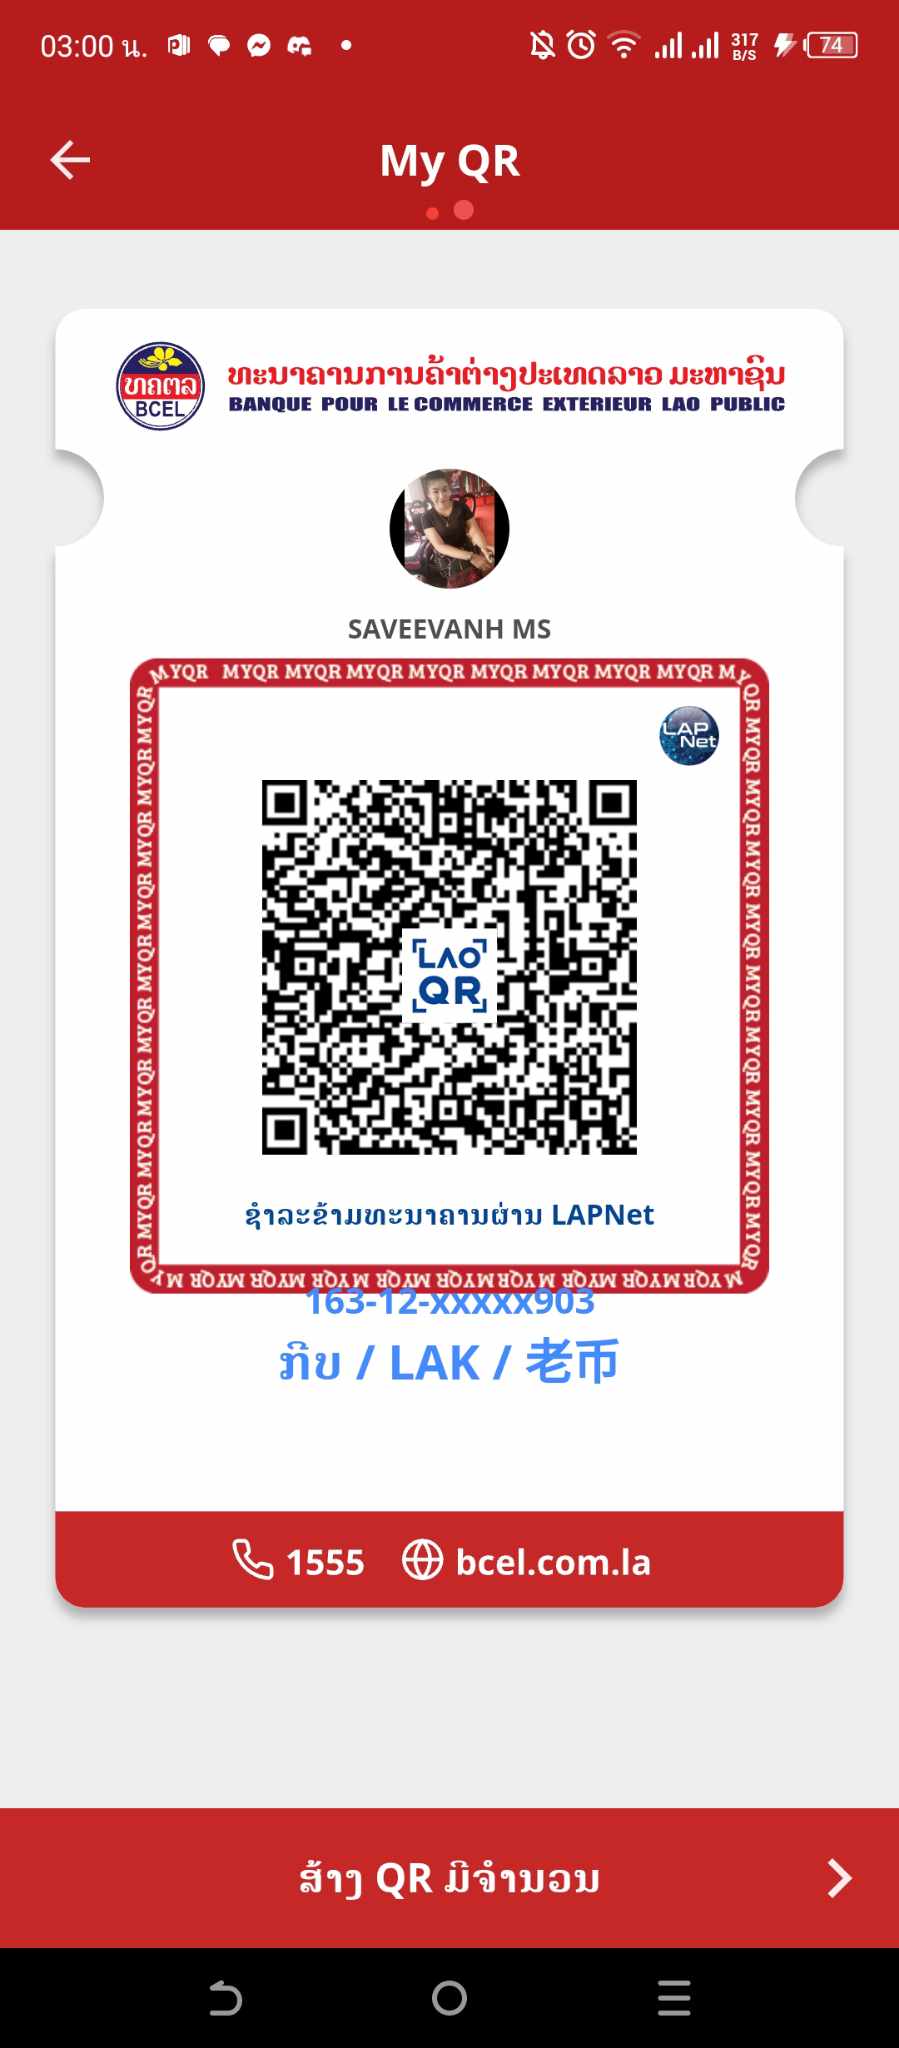 03:00 น.
317
B/S
74
My QR
ທຄຕລ
BCEL
ທະນາຄານການຄ້າຕ່າງປະເທດລາວ ມະຫາຊົນ
BANQUE POUR LE COMMERCE EXTERIEUR LAO PUBLIC
SAVEEVANH MS
MYQR MYQR MYQR MYQR MYQR MYQR MYQR MYQR MYQR MYQR
LAP
Net
LAO
QR
ຊໍາລະຂ້າມທະນາຄານຜ່ານ LAPNet
163-12-xxxxx903
ກີບ / LAK / 老币
1555 bcel.com.la
ສ້າງ QR ມີຈຳນວນ